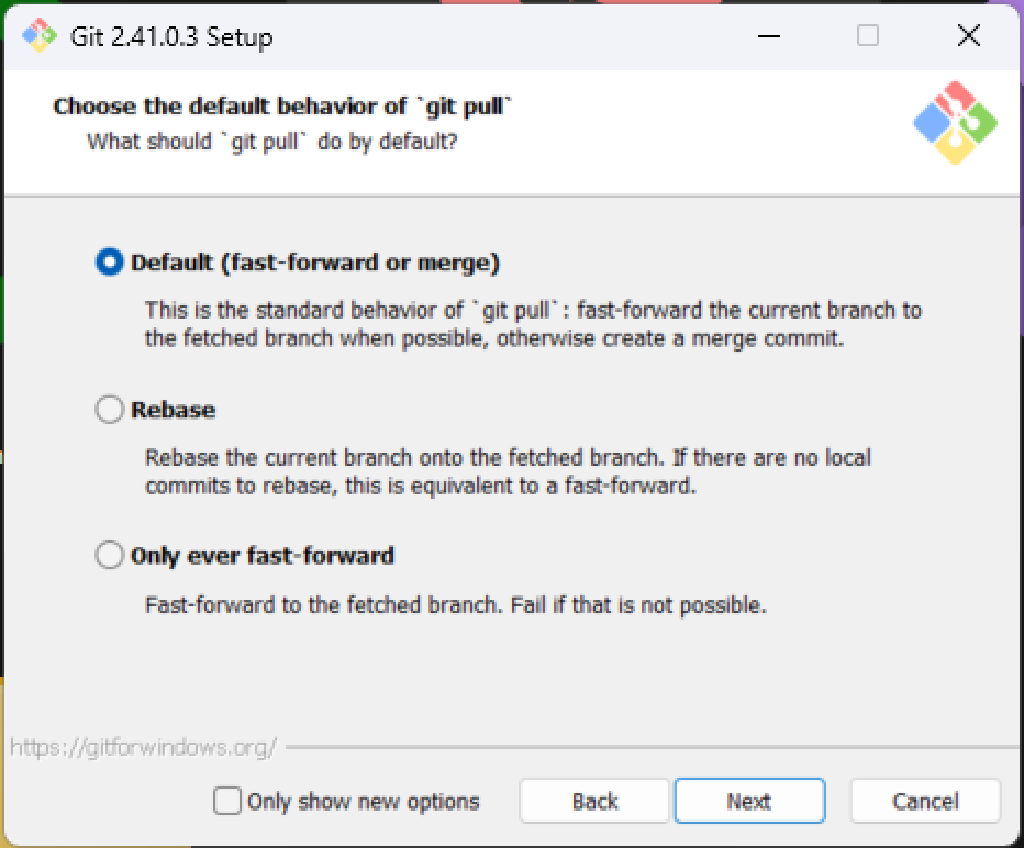 Git 2.41.0.3 Setup
Choose the default behavior of `git pull`
What should `git pull` do by default?
Default (fast-forward or merge)
This is the standard behavior of `git pull`: fast-forward the current branch to
the fetched branch when possible, otherwise create a merge commit.
Rebase
Rebase the current branch onto the fetched branch. If there are no local
commits to rebase, this is equivalent to a fast-forward.
Only ever fast-forward
Fast-forward to the fetched branch. Fail if that is not possible.
https://gitforwindows.org/
Only show new options
Back
Next
Cancel